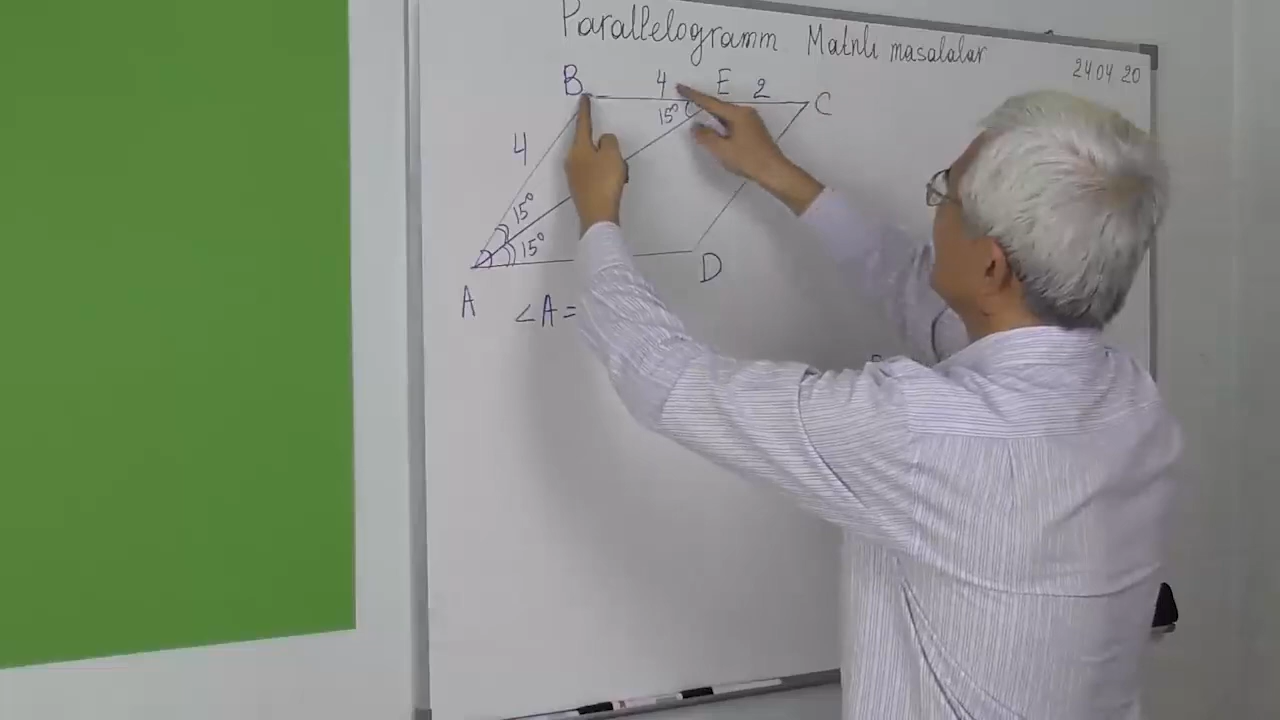 Parallelogramm Matnli masalalar
24 04 20
B 4 E 2 C
15°
4
15°
15°
D
A
∠A=